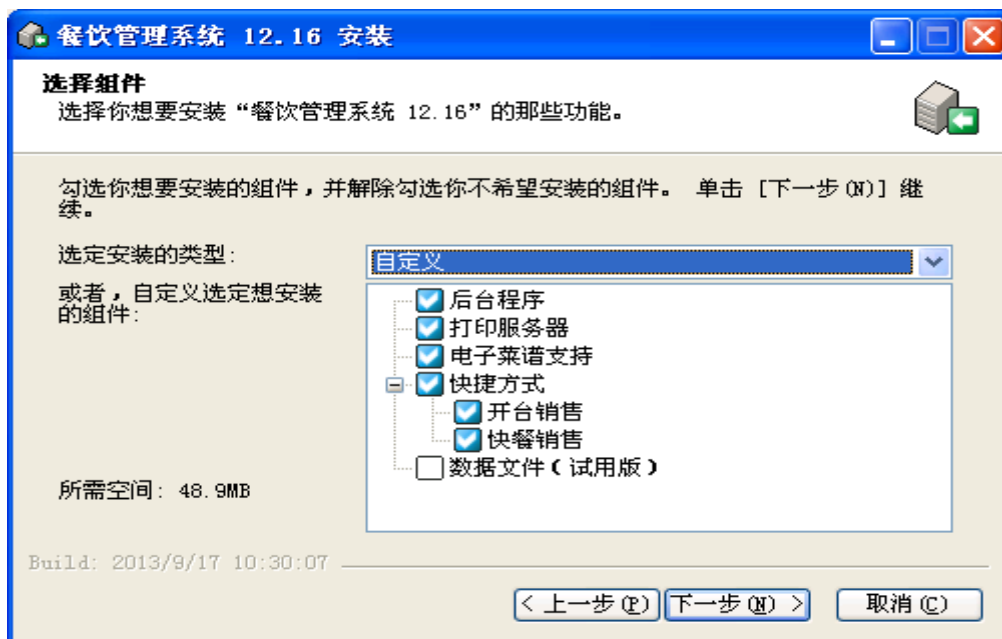 餐饮管理系统 12.16 安装
选择组件
选择你想要安装“餐饮管理系统 12.16”的那些功能。
勾选你想要安装的组件，并解除勾选你不希望安装的组件。 单击 [下一步(N)] 继
续。
选定安装的类型:
自定义
或者，自定义选定想安装
的组件:
后台程序
打印服务器
电子菜谱支持
快捷方式
开台销售
快餐销售
数据文件(试用版)
所需空间: 48.9MB
Build: 2013/9/17 10:30:07
< 上一步(P)
下一步(N) >
取消(C)